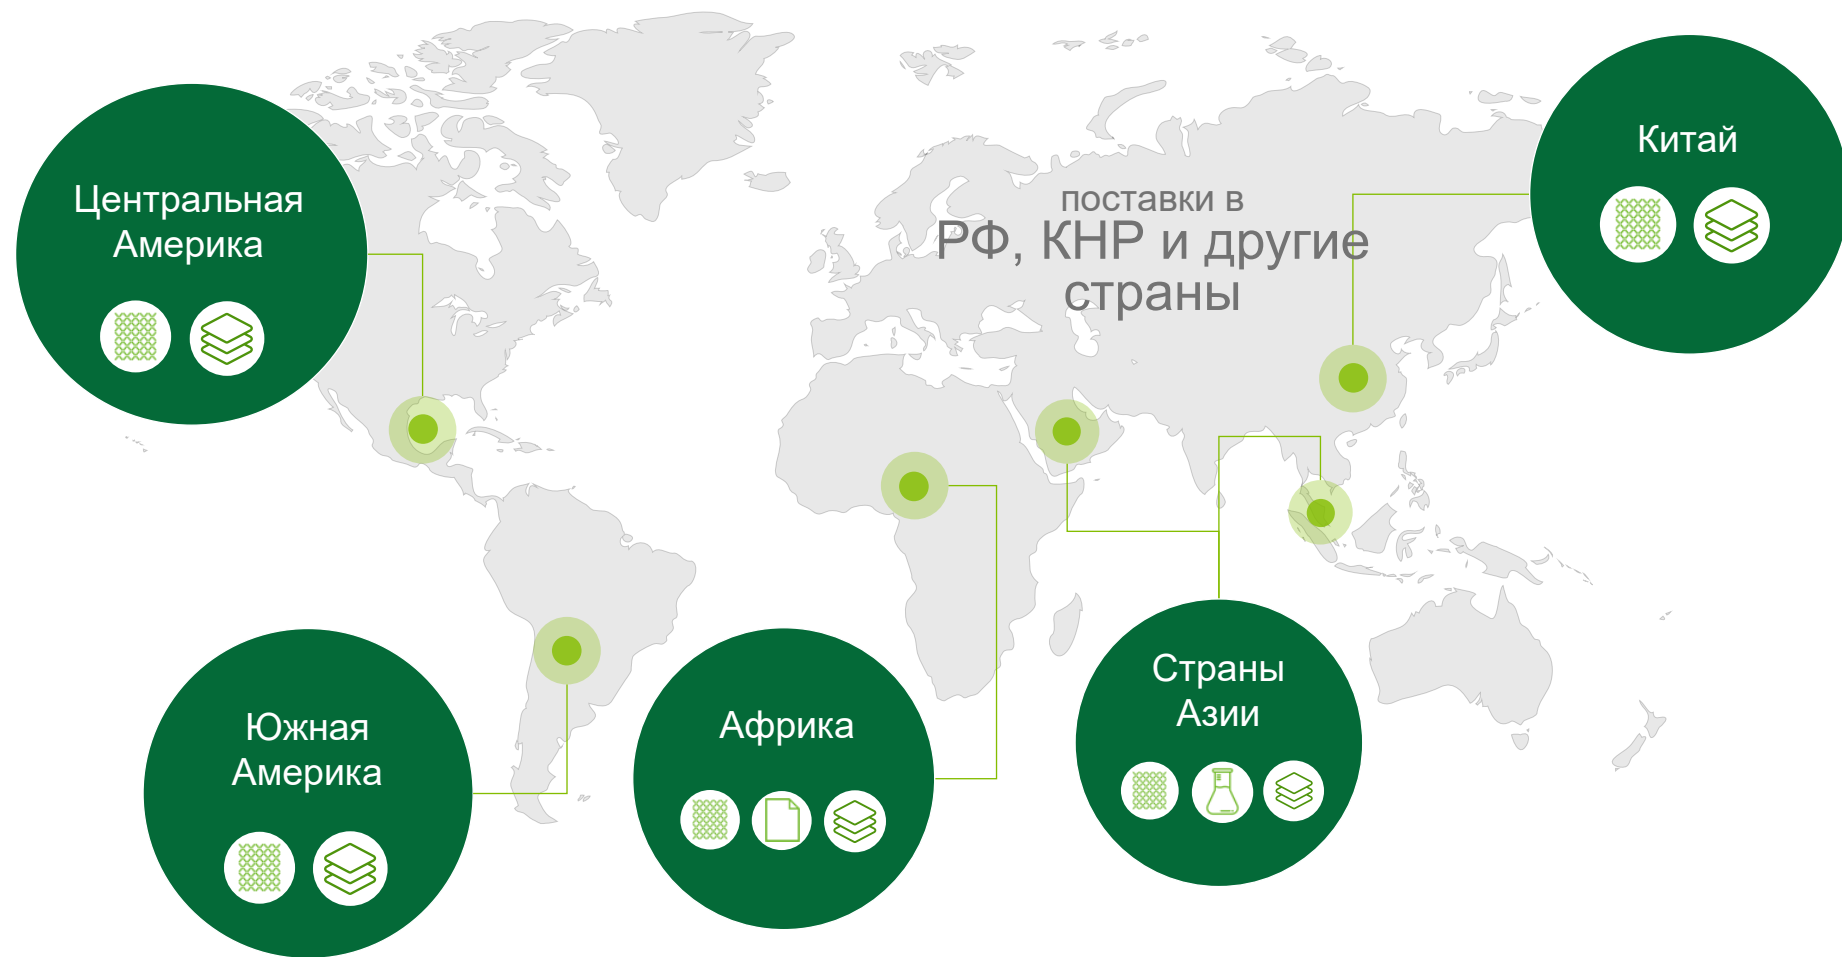 поставки в
РФ, КНР и другие
страны
Центральная
Америка
Китай
Южная
Америка
Африка
Страны
Азии